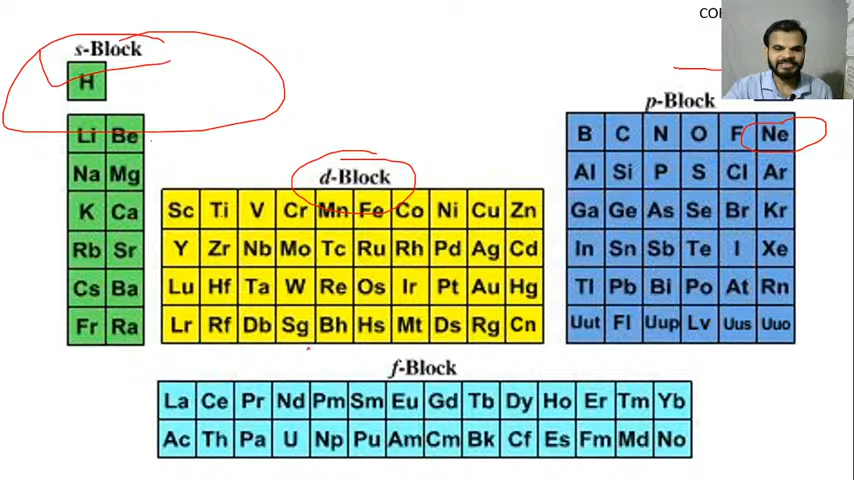 COP
s-Block
H
p-Block
Li Be
B C N O F Ne
Na Mg
Al Si P S Cl Ar
d-Block
K Ca
Sc Ti V Cr Mn Fe Co Ni Cu Zn
Ga Ge As Se Br Kr
Rb Sr
Y Zr Nb Mo Tc Ru Rh Pd Ag Cd
In Sn Sb Te I Xe
Cs Ba
Lu Hf Ta W Re Os Ir Pt Au Hg
Tl Pb Bi Po At Rn
Fr Ra
Lr Rf Db Sg Bh Hs Mt Ds Rg Cn
Uut Fl Uup Lv Uus Uuo
f-Block
La Ce Pr Nd Pm Sm Eu Gd Tb Dy Ho Er Tm Yb
Ac Th Pa U Np Pu Am Cm Bk Cf Es Fm Md No